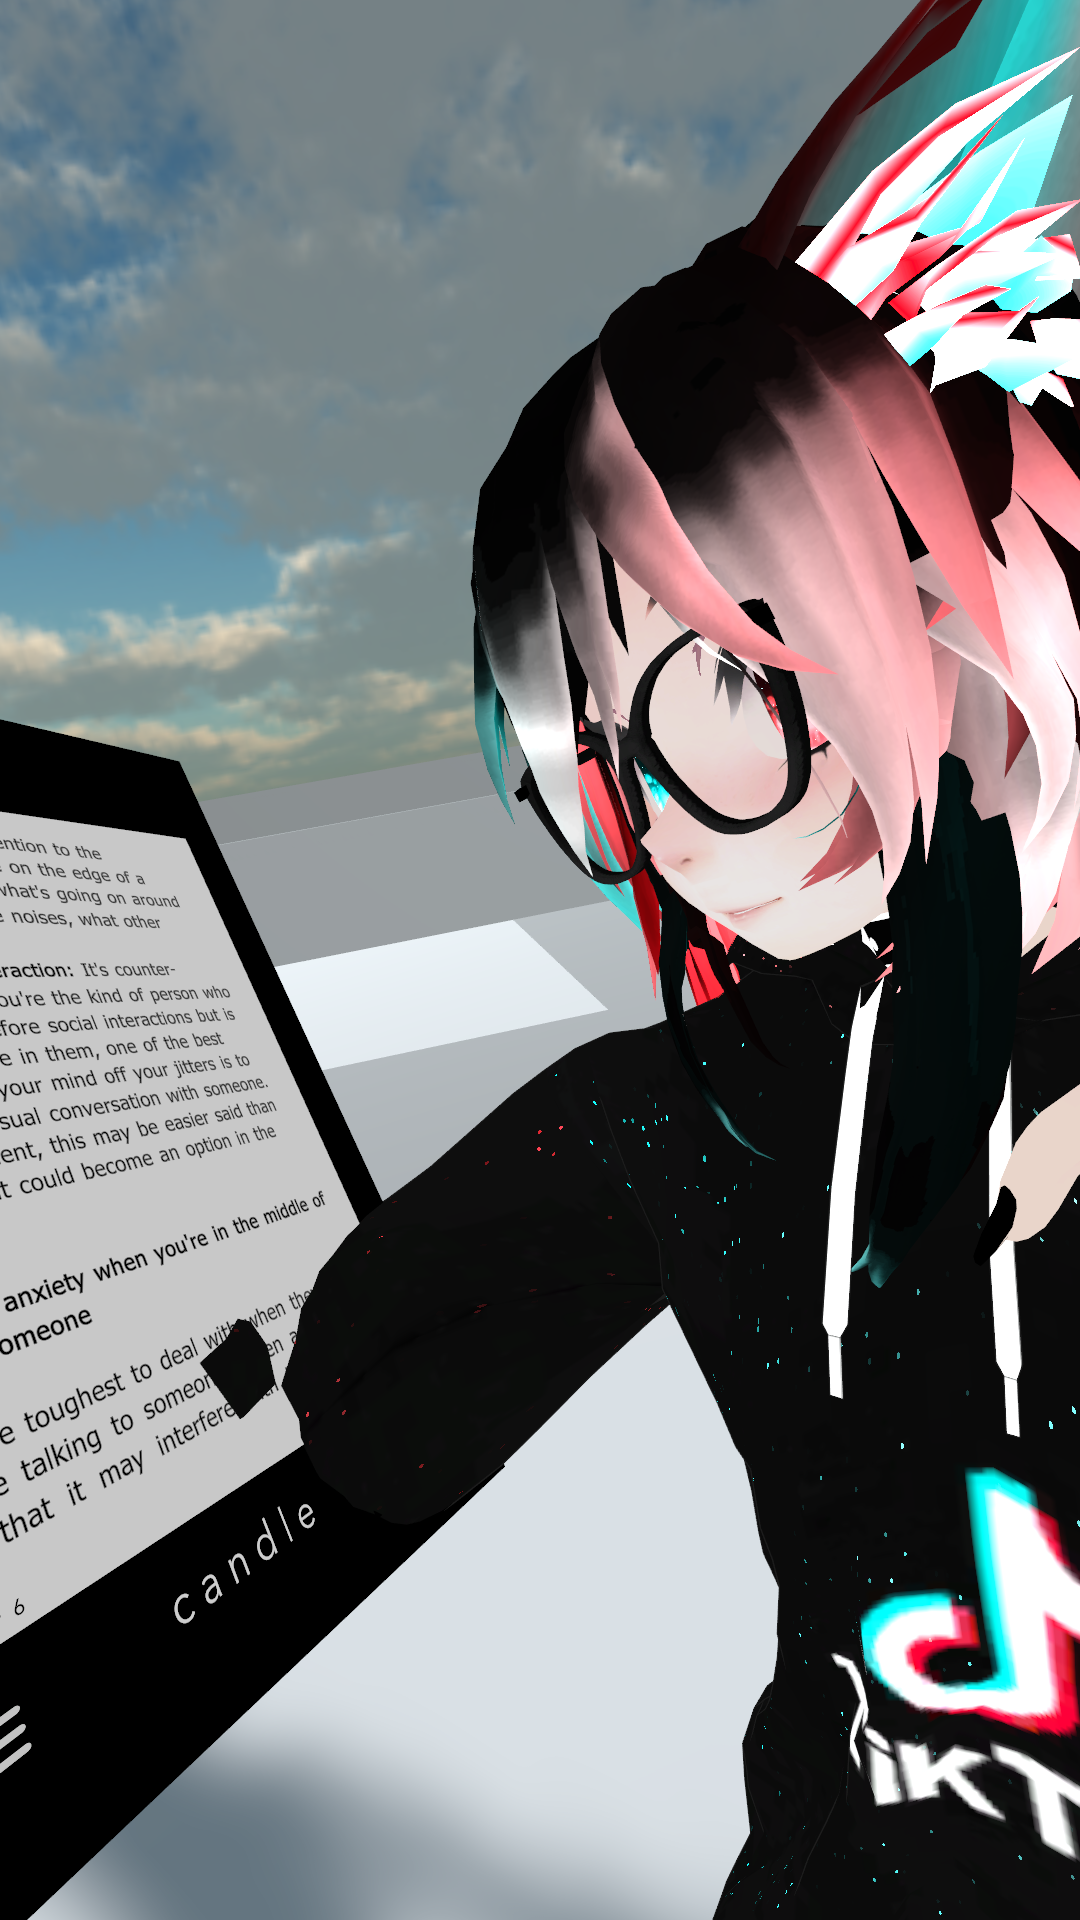 ention to the
on the edge of a
what's going on around
e noises, what other
eraction: It's counter-
ou're the kind of person who
fore social interactions but is
e in them, one of the best
your mind off your jitters is to
sual conversation with someone.
ent, this may be easier said than
t could become an option in the
anxiety when you're in the middle of
omeone
e toughest to deal with when the
e talking to someon en a
that it may interfere
6
candle
iKT